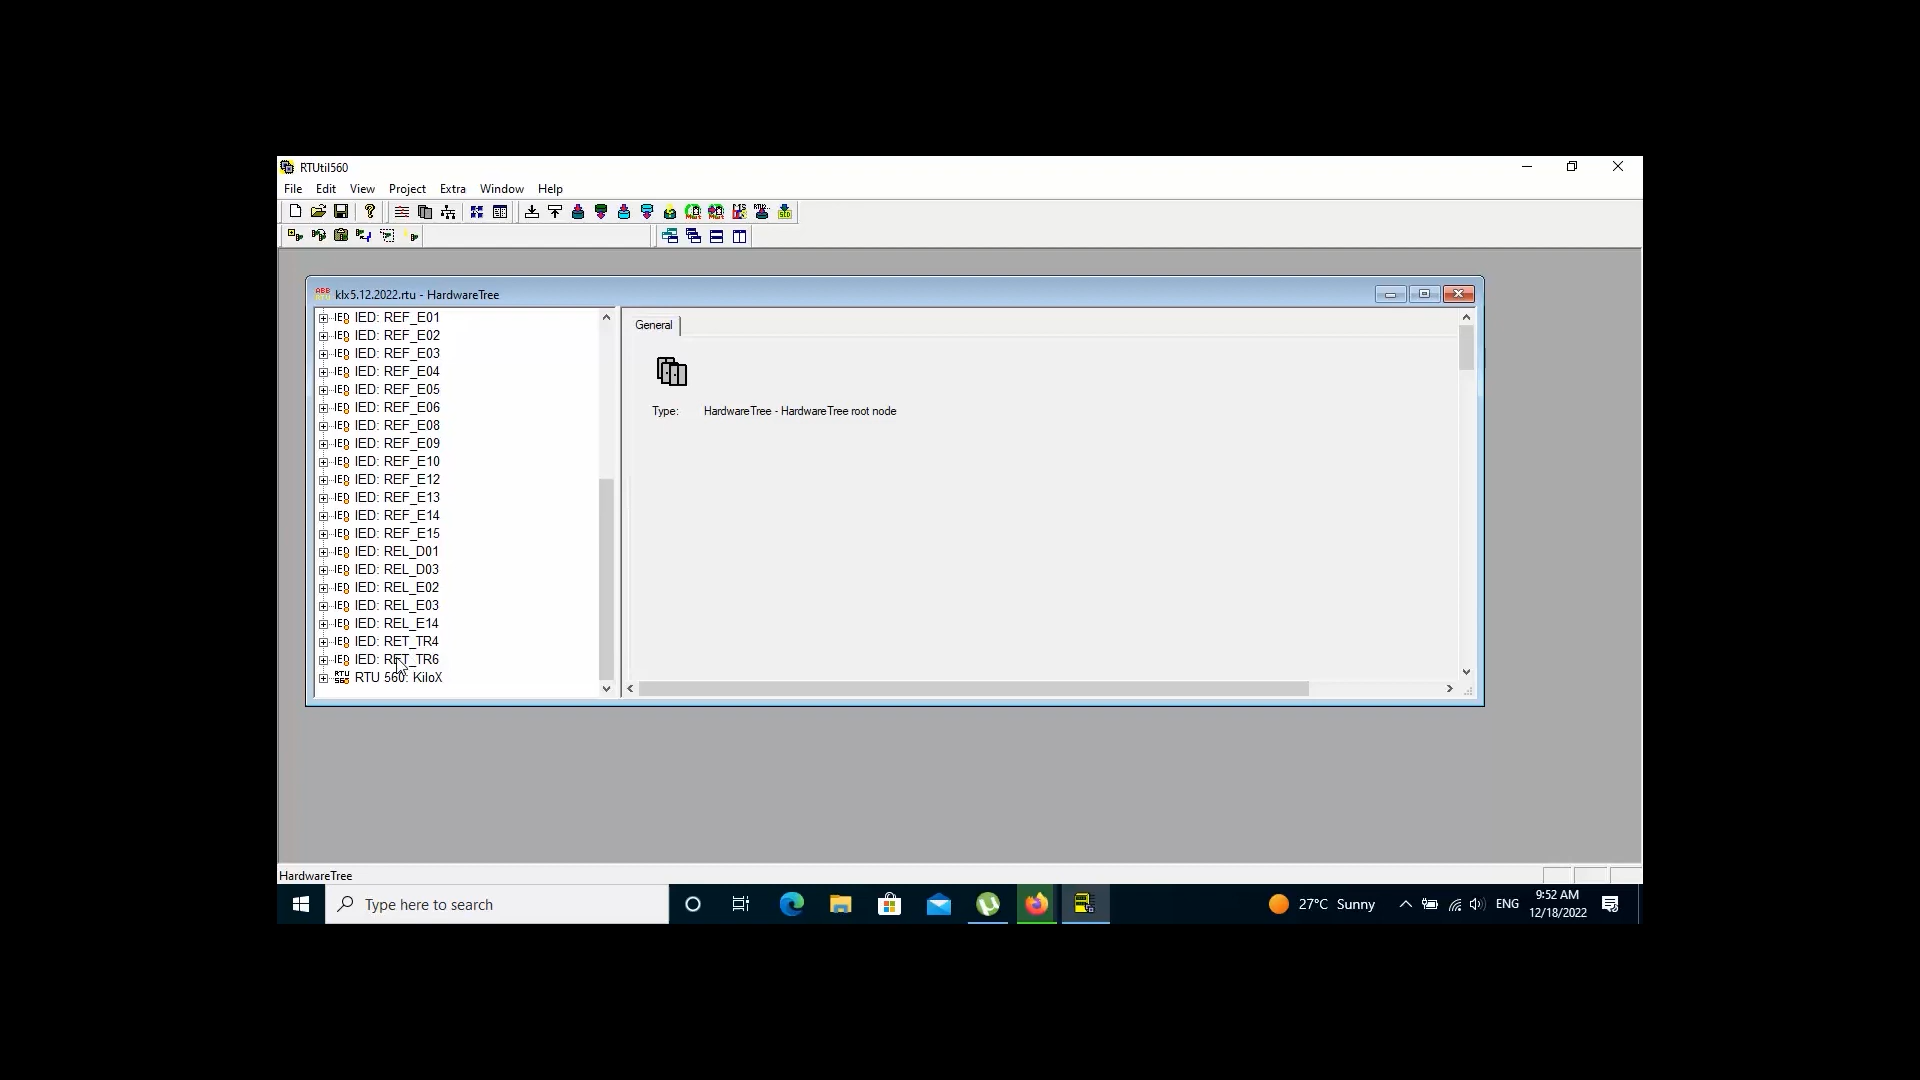 RTUtil560
File Edit View Project Extra Window Help
klx5.12.2022.rtu - HardwareTree
IED: REF_E01
IED: REF_E02
IED: REF_E03
IED: REF_E04
IED: REF_E05
IED: REF_E06
IED: REF_E08
IED: REF_E09
IED: REF_E10
IED: REF_E12
IED: REF_E13
IED: REF_E14
IED: REF_E15
IED: REL_D01
IED: REL_D03
IED: REL_E02
IED: REL_E03
IED: REL_E14
IED: RET_TR4
IED: RET_TR6
RTU 560: KiloX
General
Type: HardwareTree - HardwareTree root node
HardwareTree
Type here to search
27°C Sunny
ENG
9:52 AM
12/18/2022